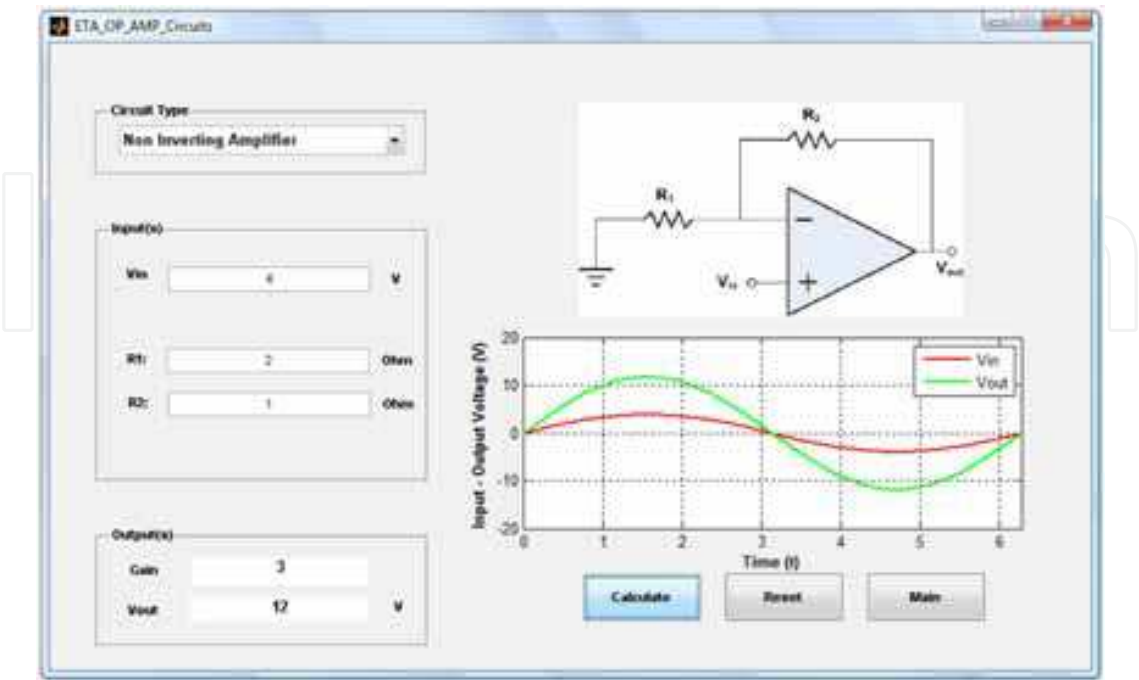 ETA_OP_AMP_Circuits
Circuit Type
Non Inverting Amplifier
Input(s)
Vin 4 V
R1: 2 Ohm
R2: 1 Ohm
Output(s)
Gain 3
Vout 12 V
R₂
R₁
−
+
Vin
Vout
Input - Output Voltage (V)
20
10
0
-10
-20
0 1 2 3 4 5 6
Time (t)
Vin
Vout
Calculate Reset Main